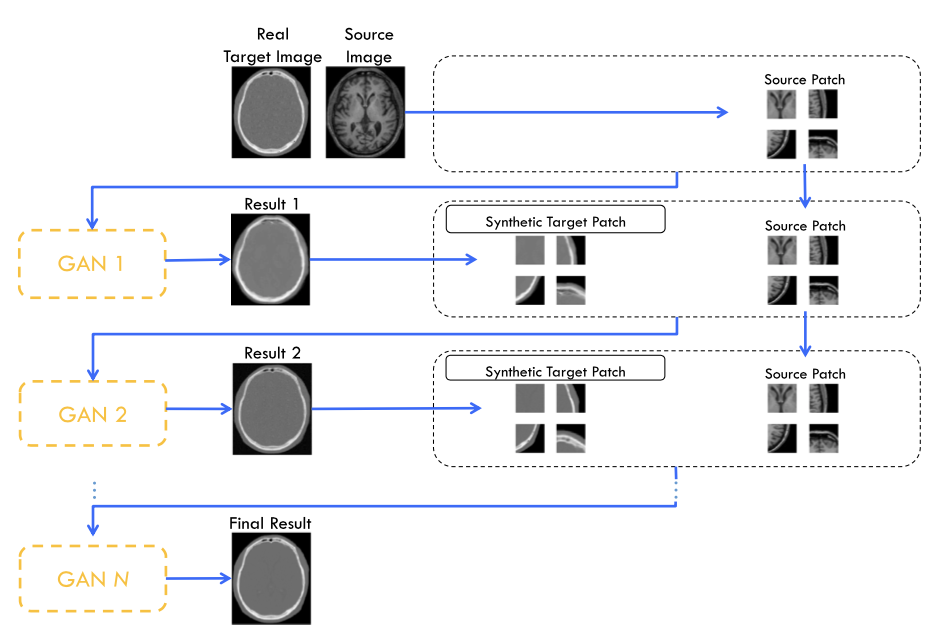 Real
Target Image
Source
Image
Source Patch
Result 1
GAN 1
Synthetic Target Patch
Source Patch
Result 2
GAN 2
Synthetic Target Patch
Source Patch
Final Result
GAN N